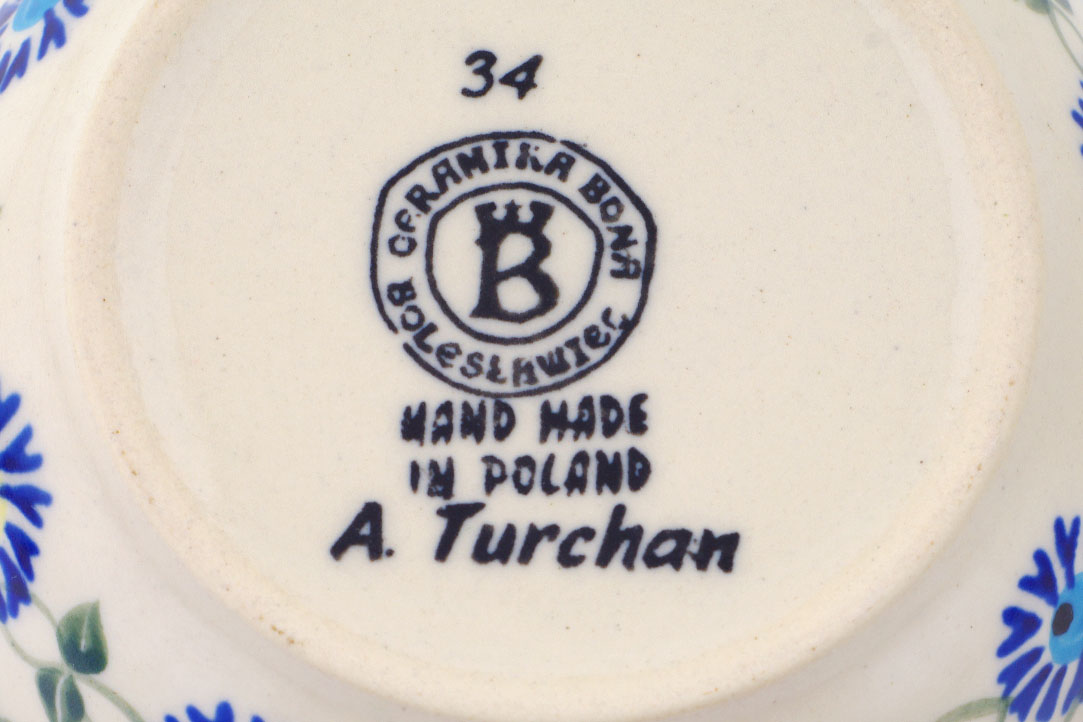 34
CERAMIKA BONA
BOLESŁAWIEC
B
HAND MADE
IN POLAND
A. Turchan